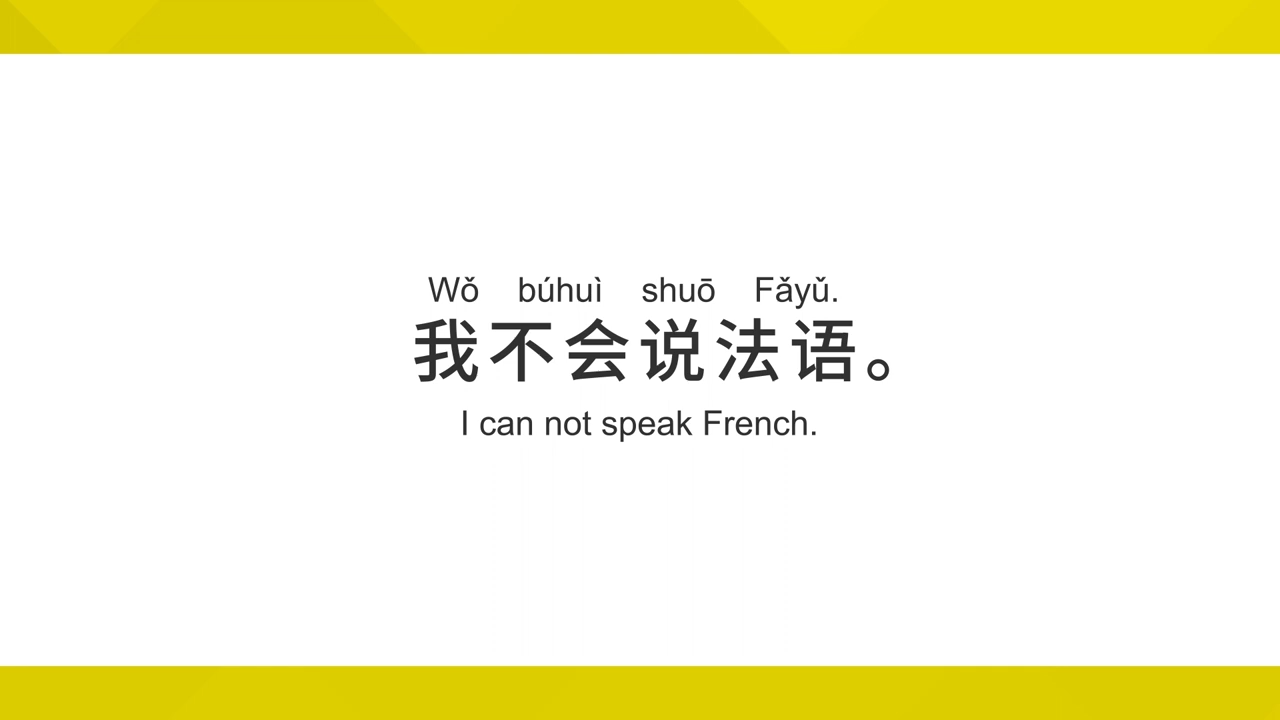 Wǒ búhuì shuō Fǎyǔ.
我不会说法语。
I can not speak French.